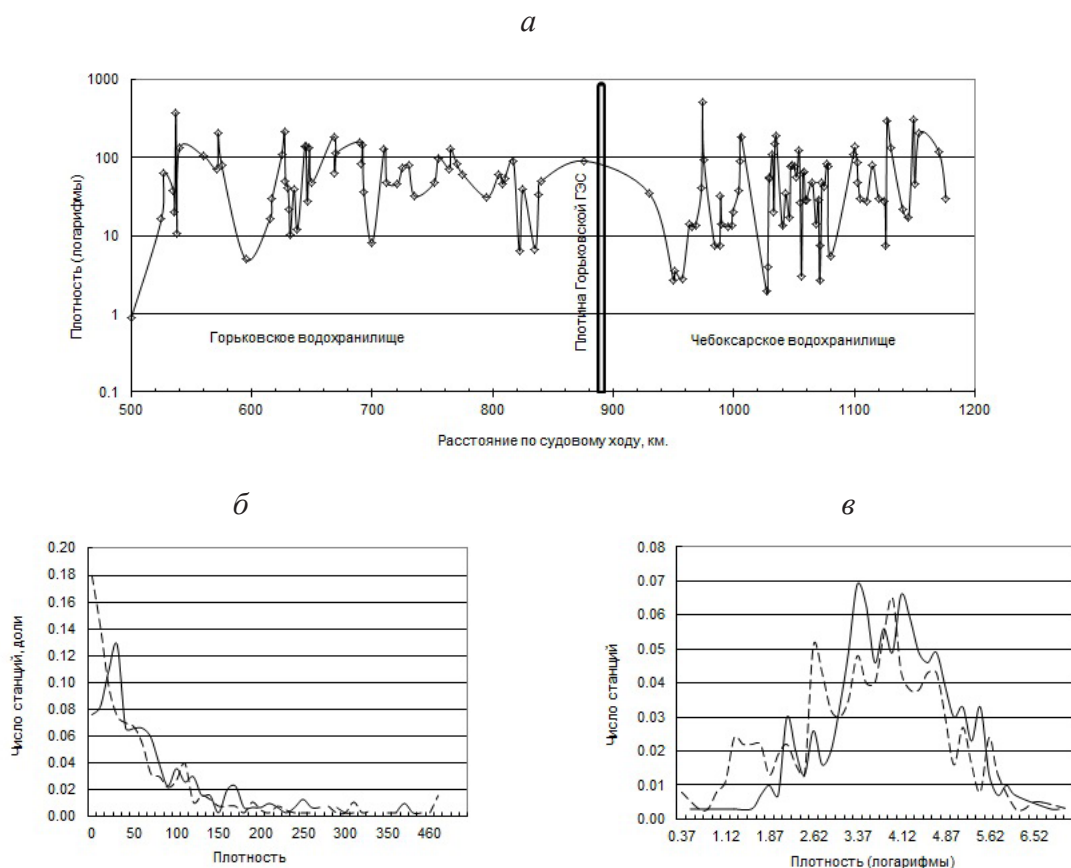 а
1000
100
10
1
0.1
Плотность (логарифмы)
Горьковское водохранилище
Плотина Горьковской ГЭС
Чебоксарское водохранилище
500 600 700 800 900 1000 1100 1200
Расстояние по судовому ходу, км.
б
0.20
0.18
0.16
0.14
0.12
0.10
0.08
0.06
0.04
0.02
0.00
Число станций, доли
0 50 100 150 200 250 300 350 460
Плотность
в
0.08
0.07
0.06
0.05
0.04
0.03
0.02
0.01
0.00
Число станций
0.37 1.12 1.87 2.62 3.37 4.12 4.87 5.62 6.52
Плотность (логарифмы)